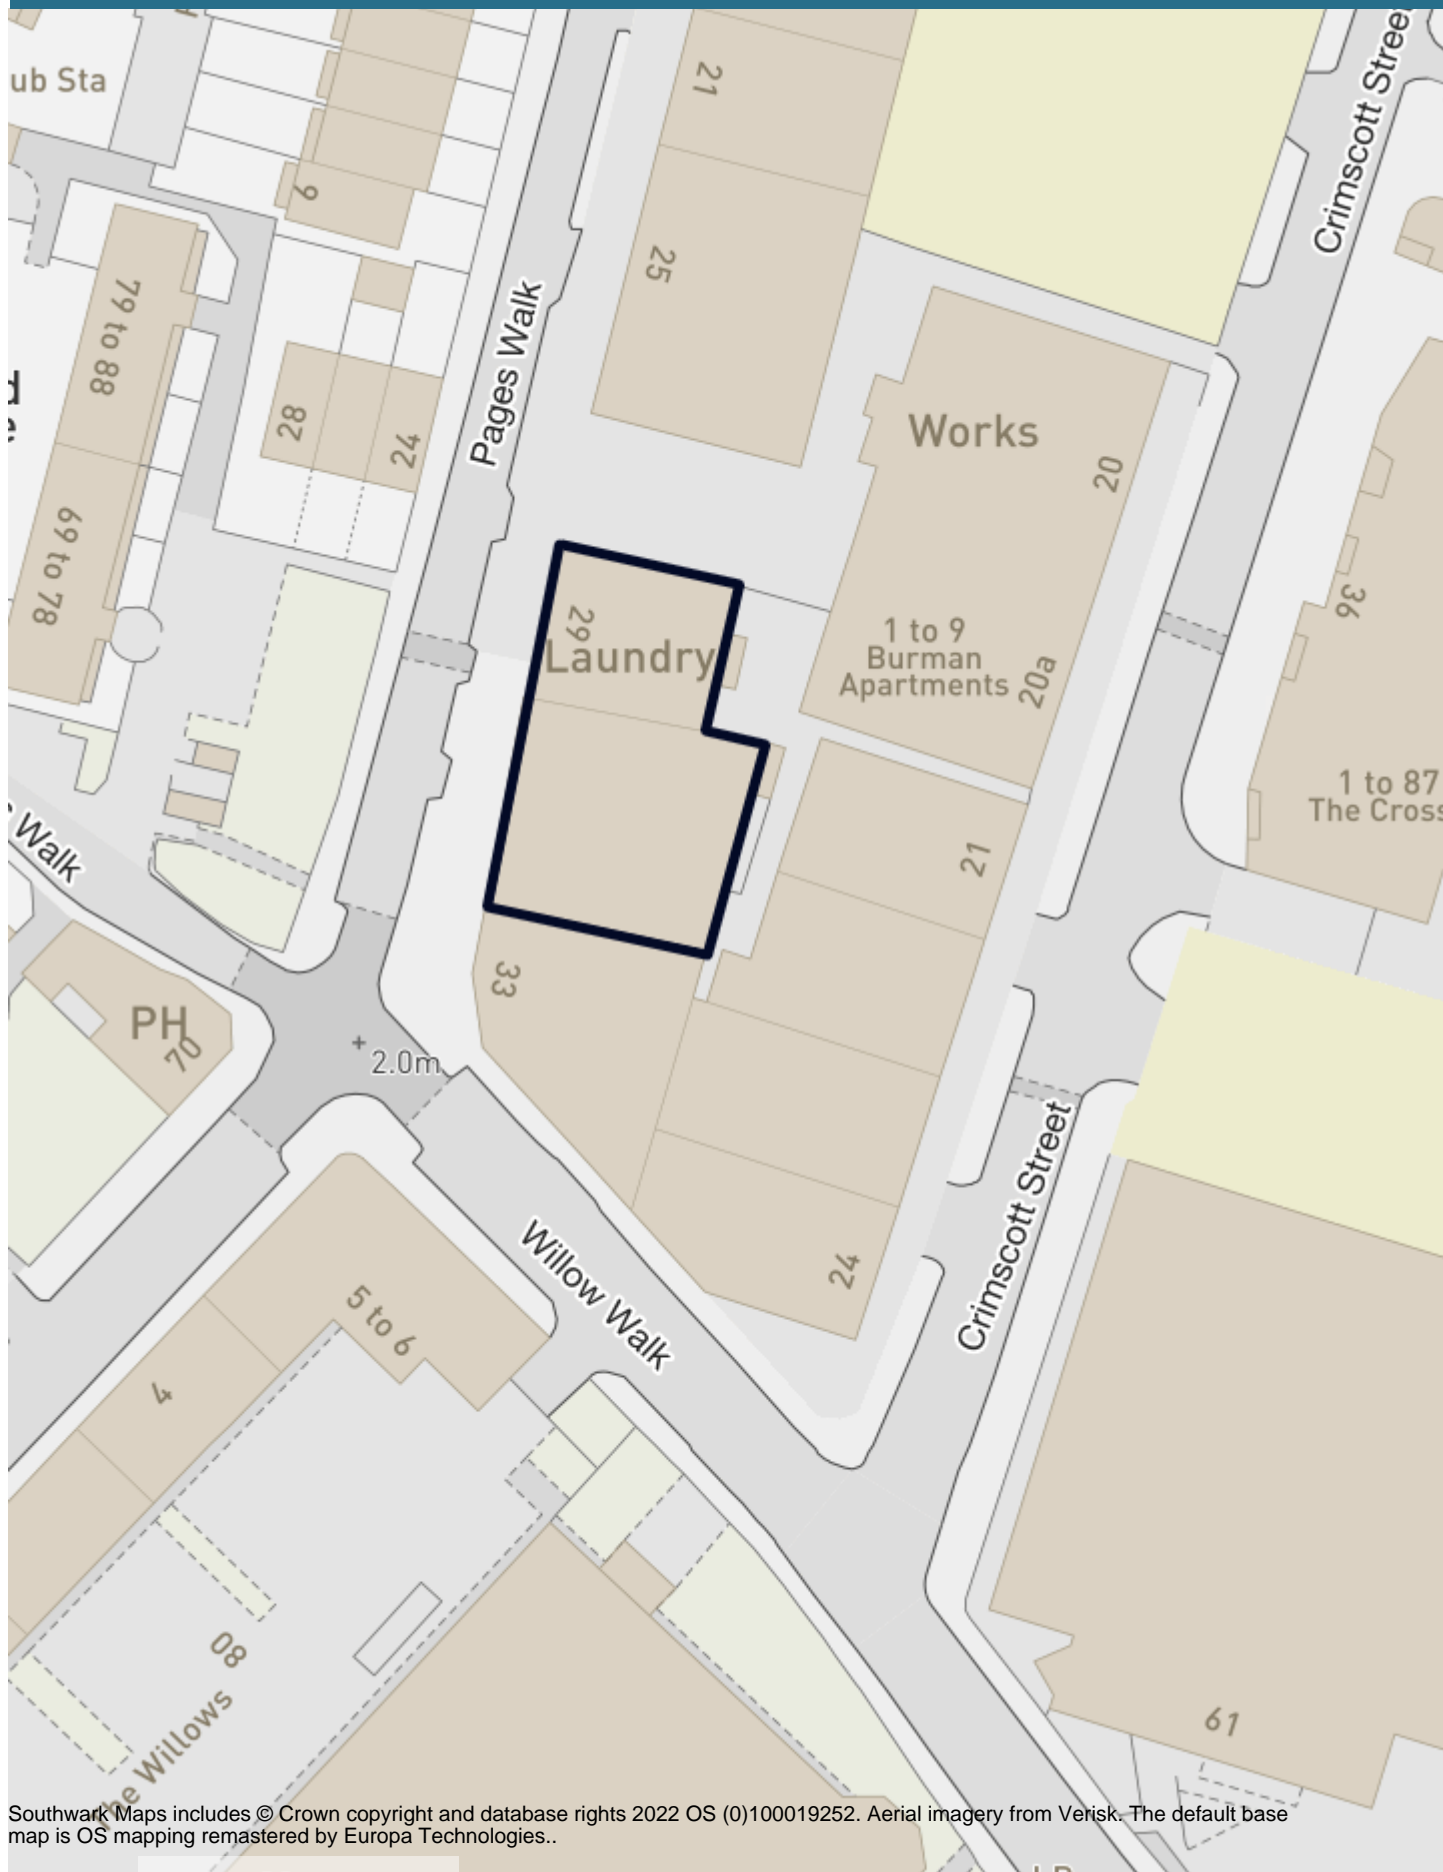 ub Sta
21
Crimscott Street
9
25
79 to 88
Pages Walk
28
24
Works
20
69 to 78
29
Laundry
36
1 to 9
Burman
Apartments
20a
1 to 87
The Cross
Walk
21
33
PH
70
2.0m
Crimscott Street
Willow Walk
24
5 to 6
4
80
The Willows
61
Southwark Maps includes © Crown copyright and database rights 2022 OS (0)100019252. Aerial imagery from Verisk. The default base
map is OS mapping remastered by Europa Technologies..